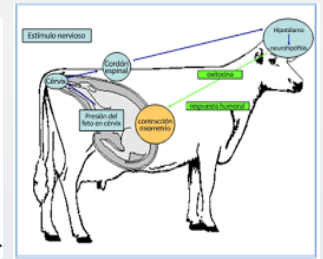 Estímulo nervioso
Hipotálamo
neurohipófisis
Cordón
espinal
Cérvix
oxitocina
respuesta humoral
Presión del
feto en cérvix
contracción
miometrio